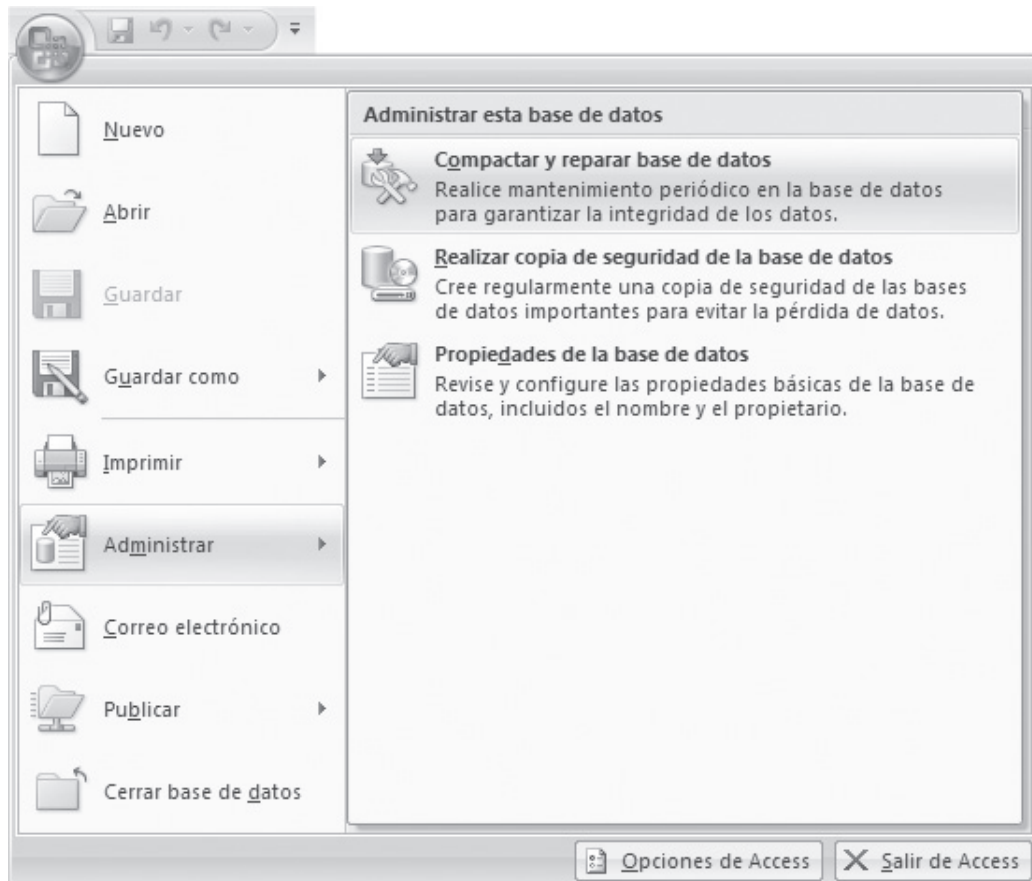 Nuevo
Abrir
Guardar
Guardar como
Imprimir
Administrar
Correo electrónico
Publicar
Cerrar base de datos
Administrar esta base de datos
Compactar y reparar base de datos
Realice mantenimiento periódico en la base de datos
para garantizar la integridad de los datos.
Realizar copia de seguridad de la base de datos
Cree regularmente una copia de seguridad de las bases
de datos importantes para evitar la pérdida de datos.
Propiedades de la base de datos
Revise y configure las propiedades básicas de la base de
datos, incluidos el nombre y el propietario.
Opciones de Access
Salir de Access